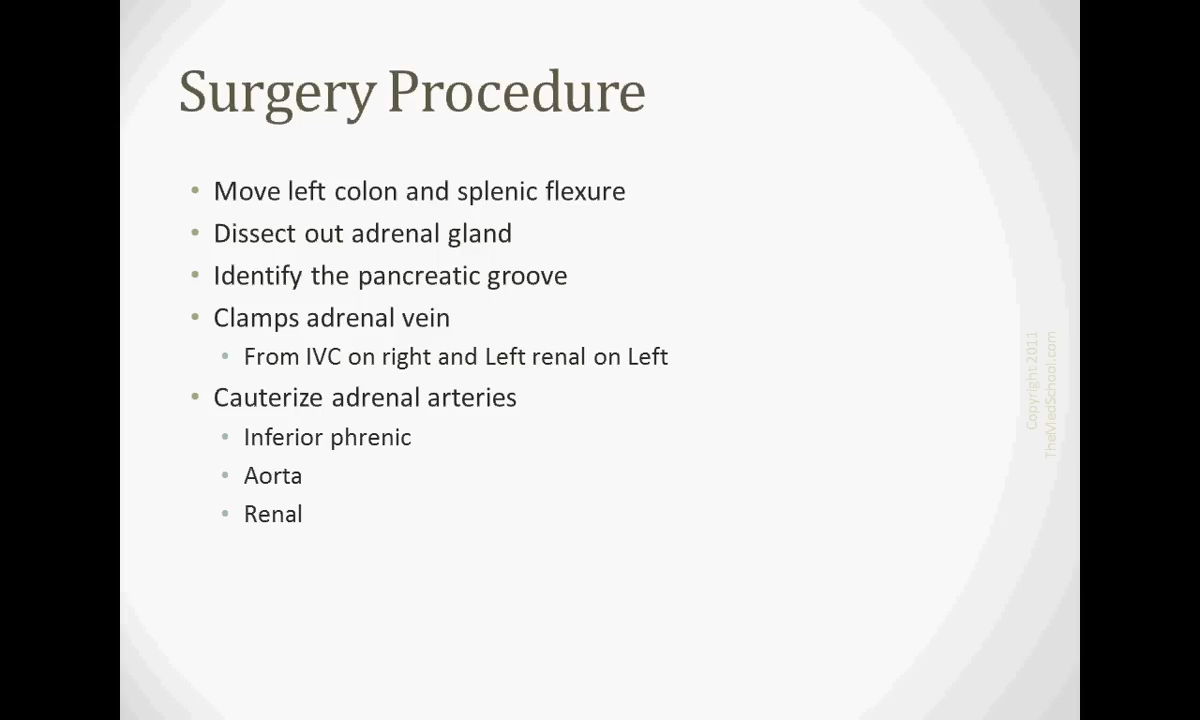 Surgery Procedure
• Move left colon and splenic flexure
• Dissect out adrenal gland
• Identify the pancreatic groove
• Clamps adrenal vein
• From IVC on right and Left renal on Left
• Cauterize adrenal arteries
• Inferior phrenic
• Aorta
• Renal
Copyright 2011
TheMedSchool.com